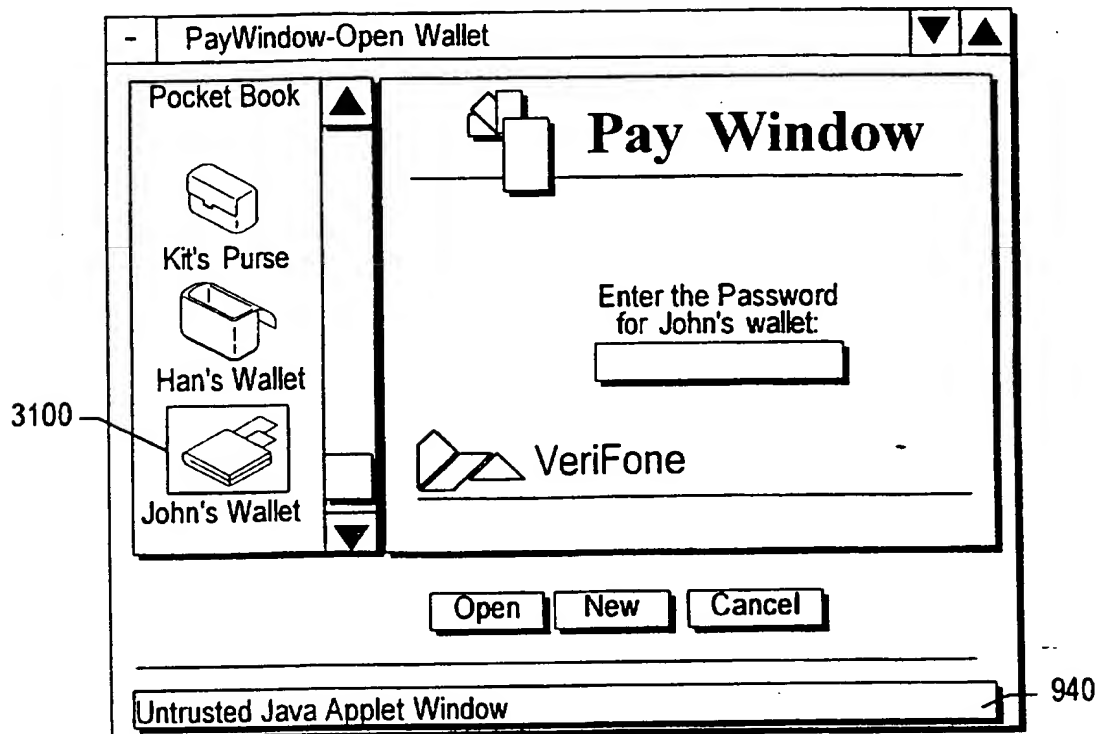 - PayWindow-Open Wallet
Pocket Book
Kit's Purse
Han's Wallet
3100
John's Wallet
Pay Window
Enter the Password
for John's wallet:
VeriFone
Open New Cancel
Untrusted Java Applet Window
940